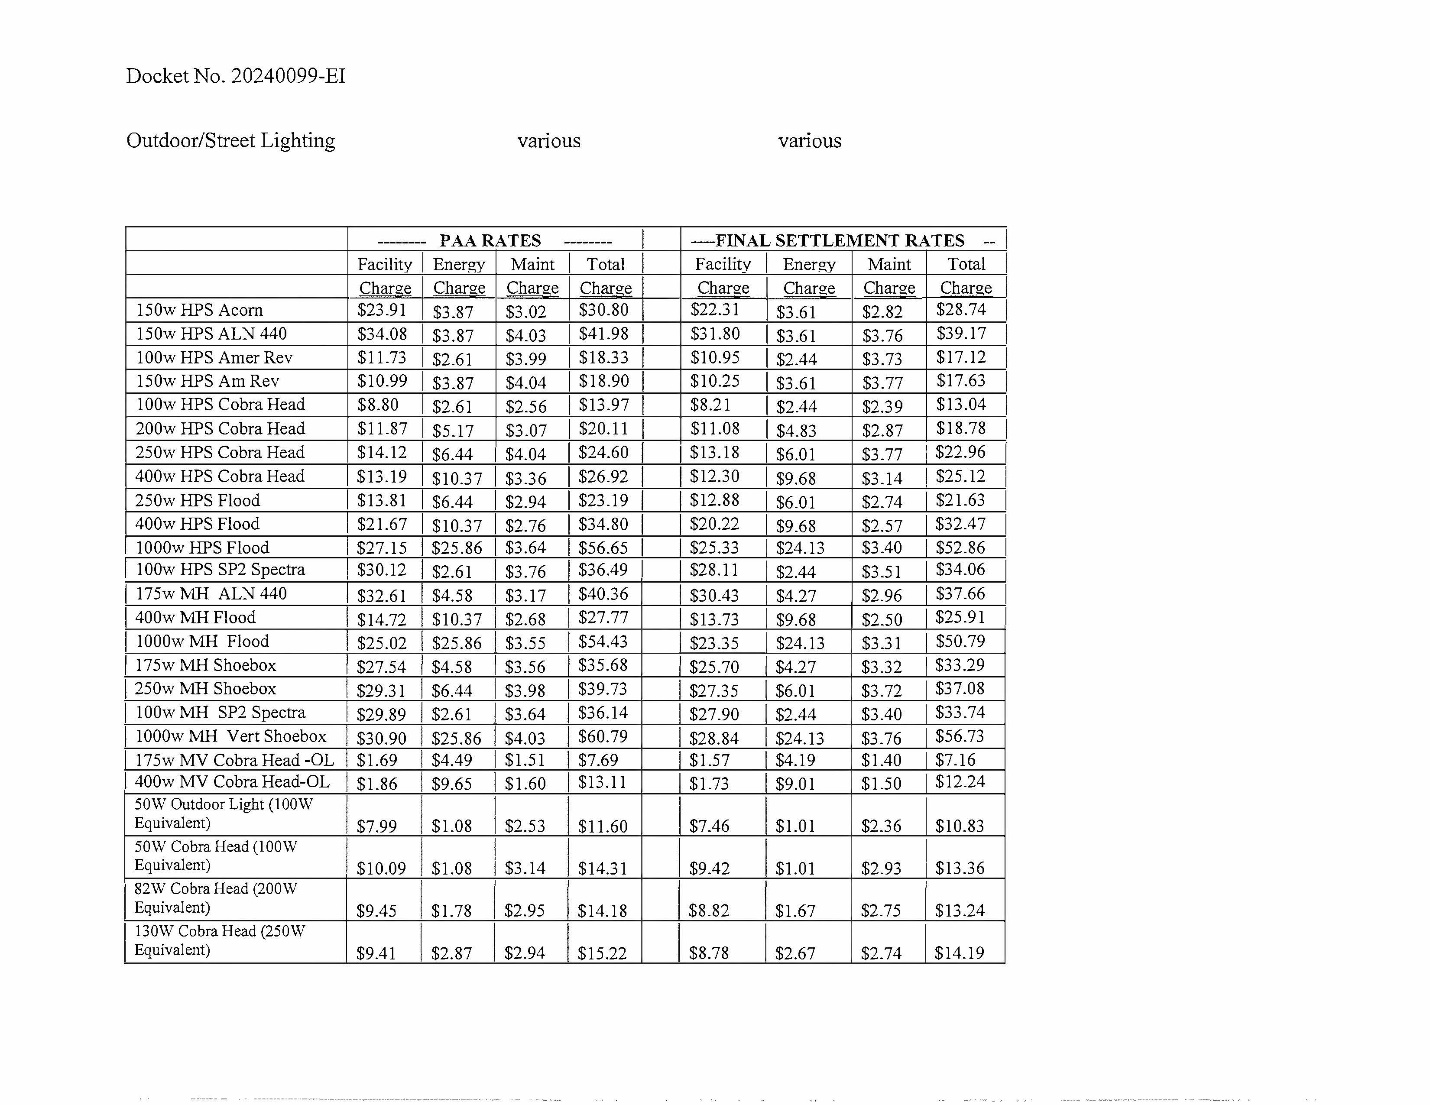 Docket No. 20240099-EI
Outdoor/Street Lighting various various
-------- PAA RATES -------- ----FINAL SETTLEMENT RATES --
Facility Energy Maint Total Facility Energy Maint Total
Charge Charge Charge Charge Charge Charge Charge Charge
150w HPS Acorn $23.91 $3.87 $3.02 $30.80 $22.31 $3.61 $2.82 $28.74
150w HPS ALN 440 $34.08 $3.87 $4.03 $41.98 $31.80 $3.61 $3.76 $39.17
100w HPS Amer Rev $11.73 $2.61 $3.99 $18.33 $10.95 $2.44 $3.73 $17.12
150w HPS Am Rev $10.99 $3.87 $4.04 $18.90 $10.25 $3.61 $3.77 $17.63
100w HPS Cobra Head $8.80 $2.61 $2.56 $13.97 $8.21 $2.44 $2.39 $13.04
200w HPS Cobra Head $11.87 $5.17 $3.07 $20.11 $11.08 $4.83 $2.87 $18.78
250w HPS Cobra Head $14.12 $6.44 $4.04 $24.60 $13.18 $6.01 $3.77 $22.96
400w HPS Cobra Head $13.19 $10.37 $3.36 $26.92 $12.30 $9.68 $3.14 $25.12
250w HPS Flood $13.81 $6.44 $2.94 $23.19 $12.88 $6.01 $2.74 $21.63
400w HPS Flood $21.67 $10.37 $2.76 $34.80 $20.22 $9.68 $2.57 $32.47
1000w HPS Flood $27.15 $25.86 $3.64 $56.65 $25.33 $24.13 $3.40 $52.86
100w HPS SP2 Spectra $30.12 $2.61 $3.76 $36.49 $28.11 $2.44 $3.51 $34.06
175w MH ALN 440 $32.61 $4.58 $3.17 $40.36 $30.43 $4.27 $2.96 $37.66
400w MH Flood $14.72 $10.37 $2.68 $27.77 $13.73 $9.68 $2.50 $25.91
1000w MH Flood $25.02 $25.86 $3.55 $54.43 $23.35 $24.13 $3.31 $50.79
175w MH Shoebox $27.54 $4.58 $3.56 $35.68 $25.70 $4.27 $3.32 $33.29
250w MH Shoebox $29.31 $6.44 $3.98 $39.73 $27.35 $6.01 $3.72 $37.08
100w MH SP2 Spectra $29.89 $2.61 $3.64 $36.14 $27.90 $2.44 $3.40 $33.74
1000w MH Vert Shoebox $30.90 $25.86 $4.03 $60.79 $28.84 $24.13 $3.76 $56.73
175w MV Cobra Head -OL $1.69 $4.49 $1.51 $7.69 $1.57 $4.19 $1.40 $7.16
400w MV Cobra Head-OL $1.86 $9.65 $1.60 $13.11 $1.73 $9.01 $1.50 $12.24
50W Outdoor Light (100W
Equivalent) $7.99 $1.08 $2.53 $11.60 $7.46 $1.01 $2.36 $10.83
50W Cobra Head (100W
Equivalent) $10.09 $1.08 $3.14 $14.31 $9.42 $1.01 $2.93 $13.36
82W Cobra Head (200W
Equivalent) $9.45 $1.78 $2.95 $14.18 $8.82 $1.67 $2.75 $13.24
130W Cobra Head (250W
Equivalent) $9.41 $2.87 $2.94 $15.22 $8.78 $2.67 $2.74 $14.19